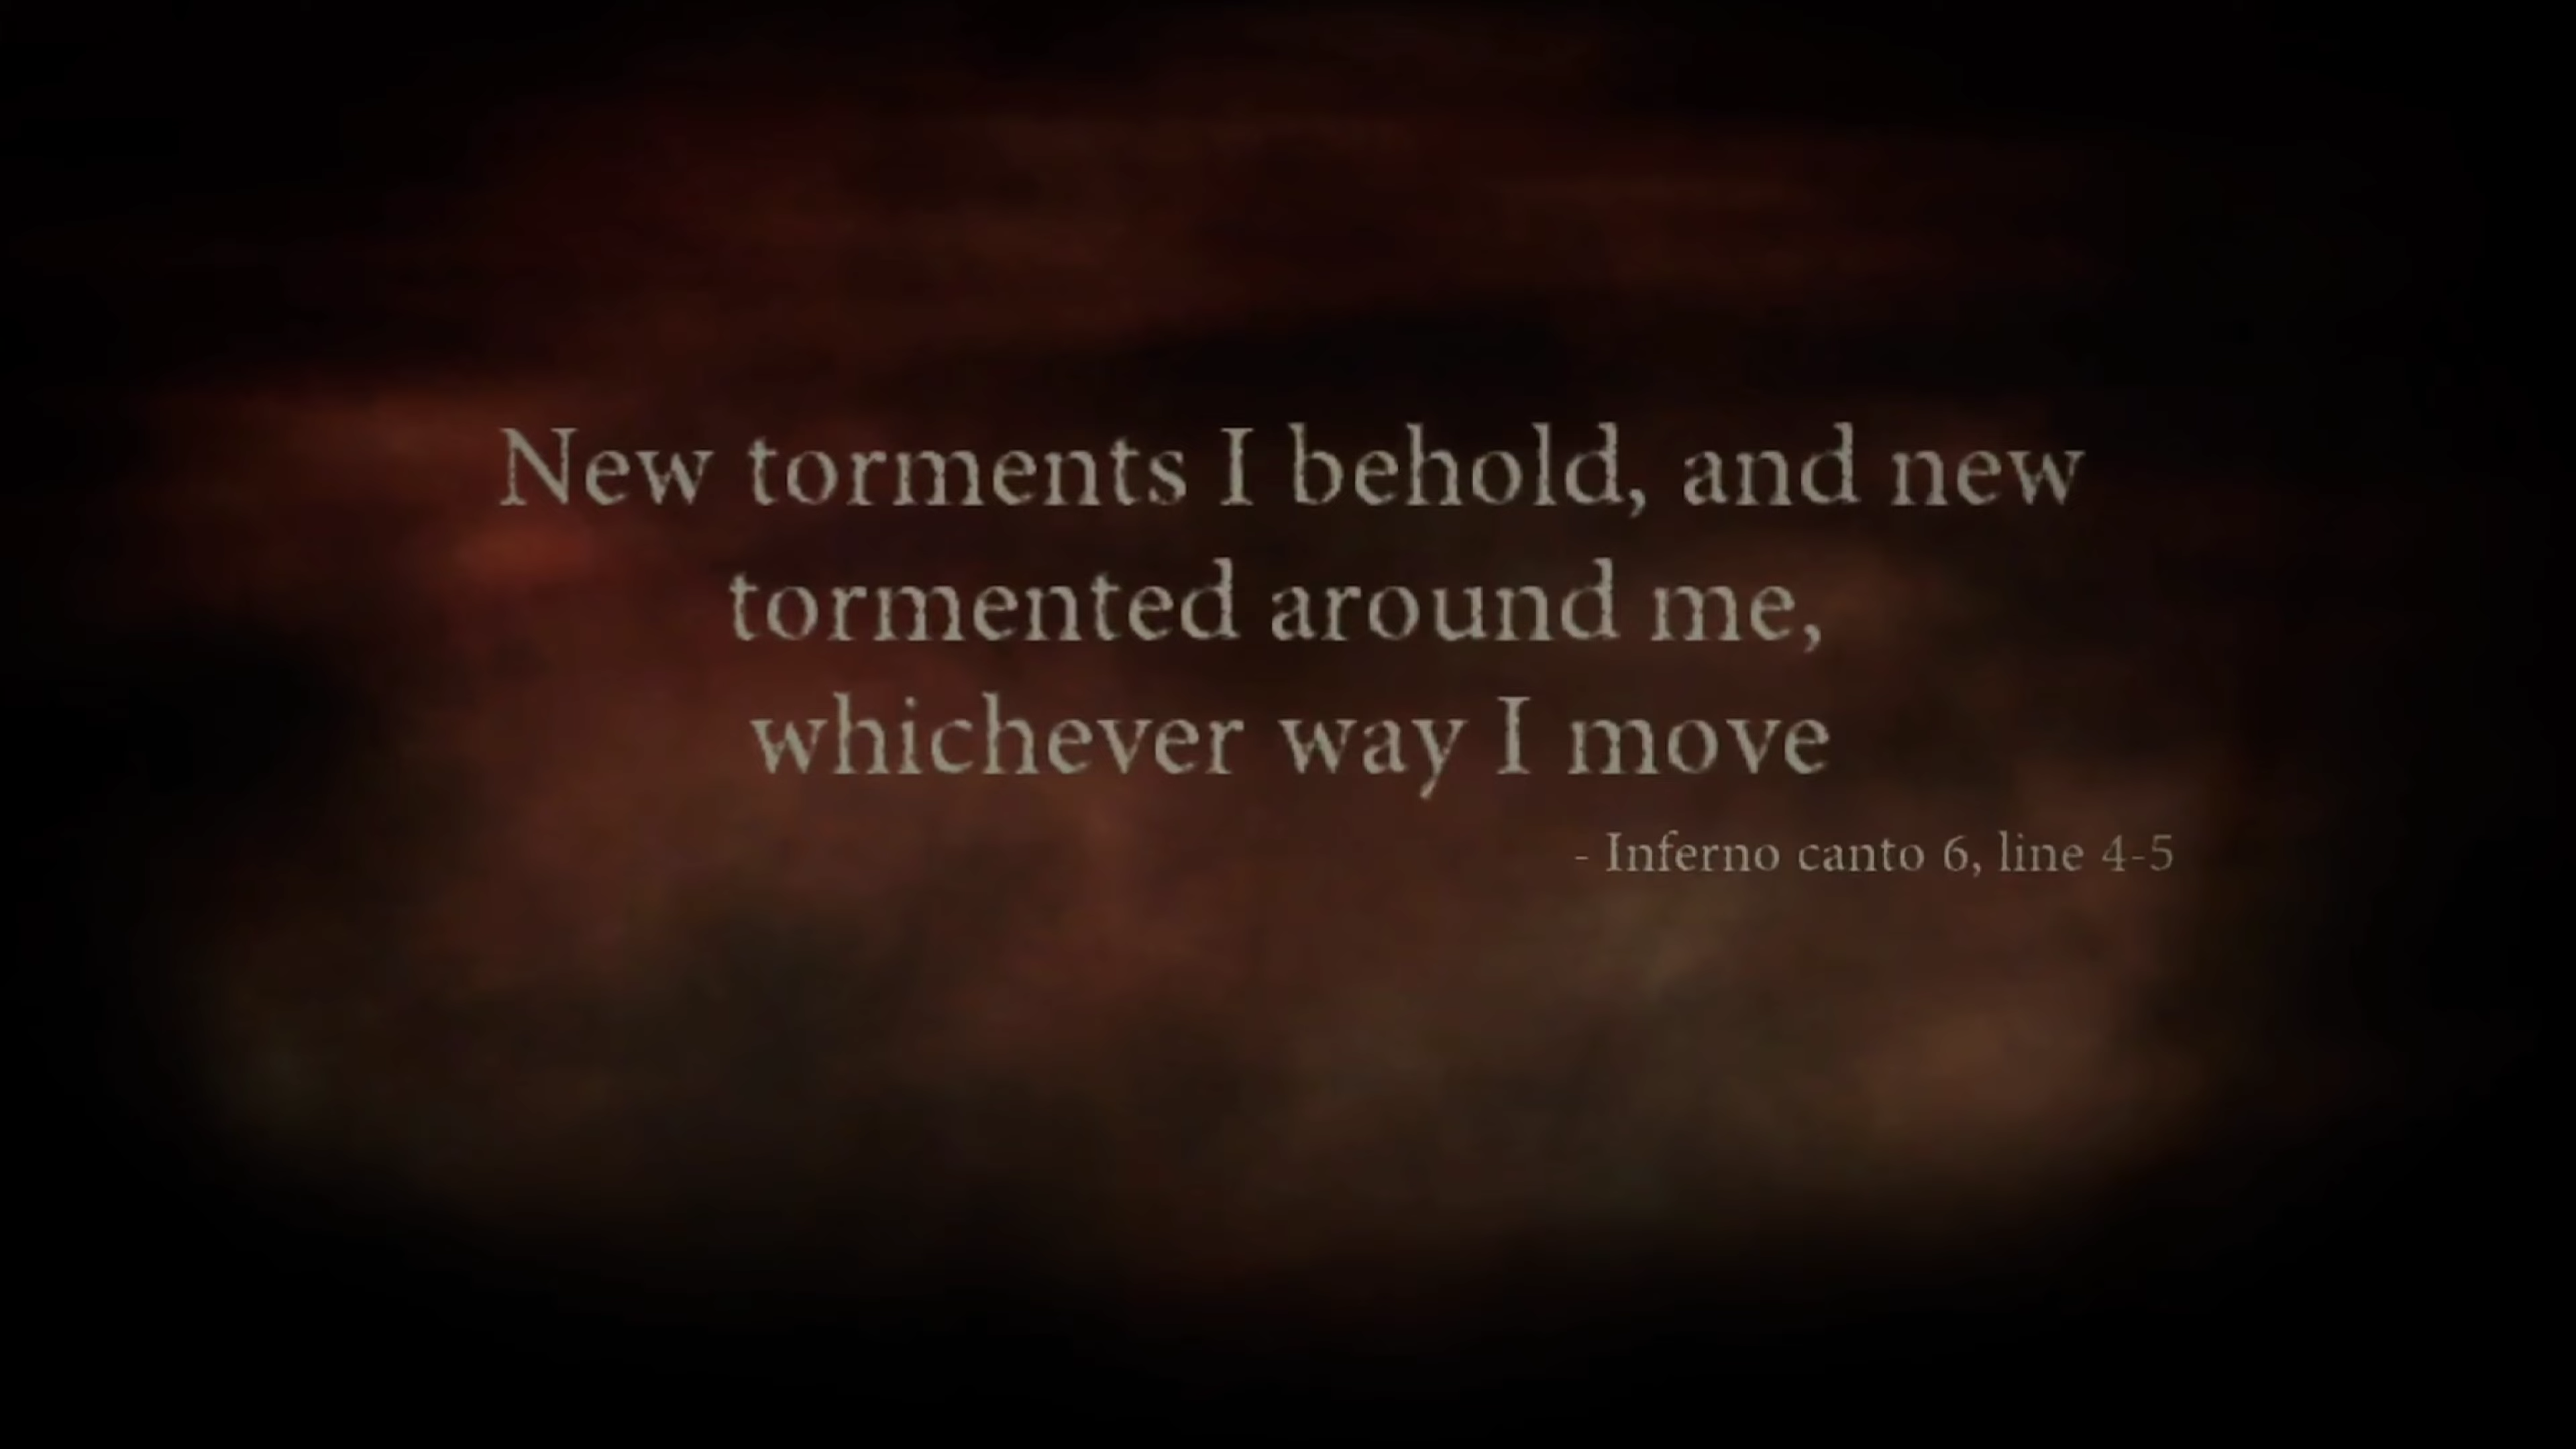 New torments I behold, and new
tormented around me,
whichever way I move
- Inferno canto 6, line 4-5